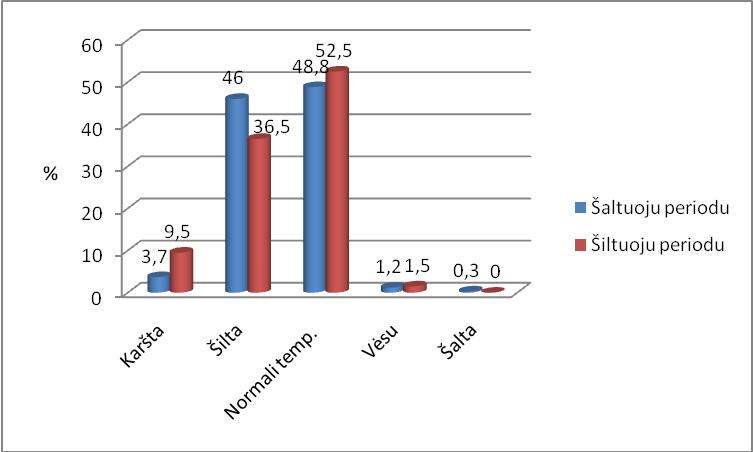 60
50
40
30
20
10
0
%
3,7
9,5
46
36,5
48,8
52,5
1,2
1,5
0,3
0
Karšta
Šilta
Normali temp.
Vėsu
Šalta
Šaltuoju periodu
Šiltuoju periodu